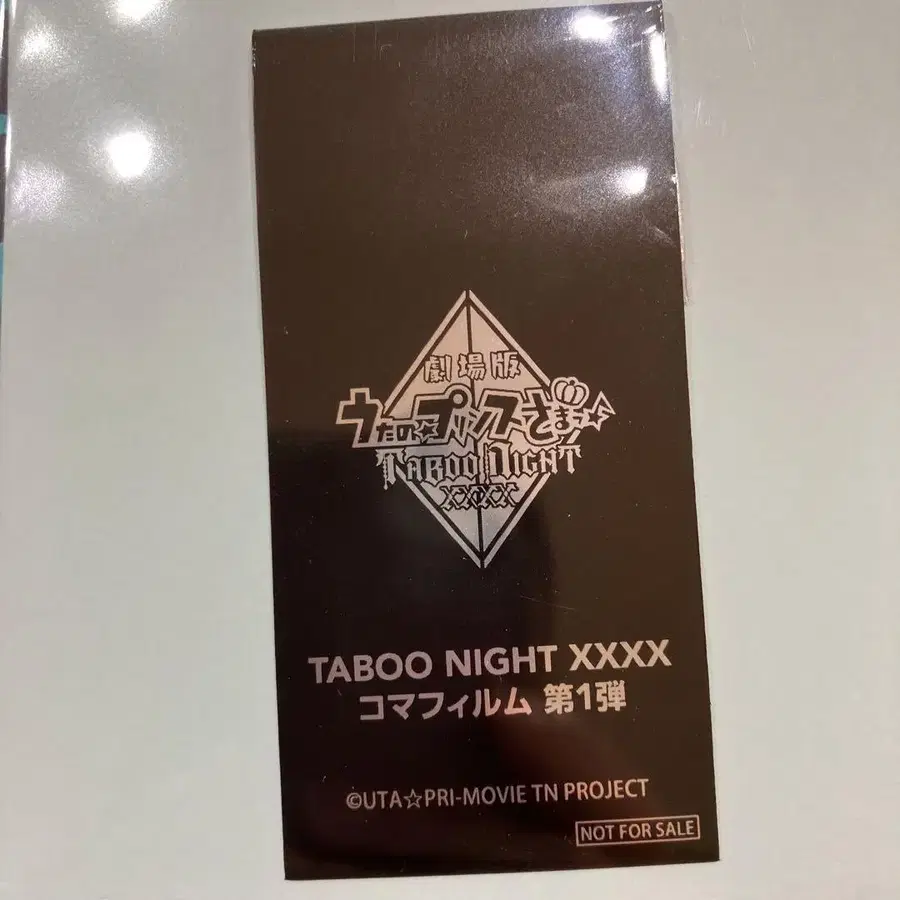 劇場版
うたの☆プリンスさまっ♪
TABOO NIGHT
XXXX
TABOO NIGHT XXXX
コマフィルム 第1弾
©UTA☆PRI-MOVIE TN PROJECT
NOT FOR SALE